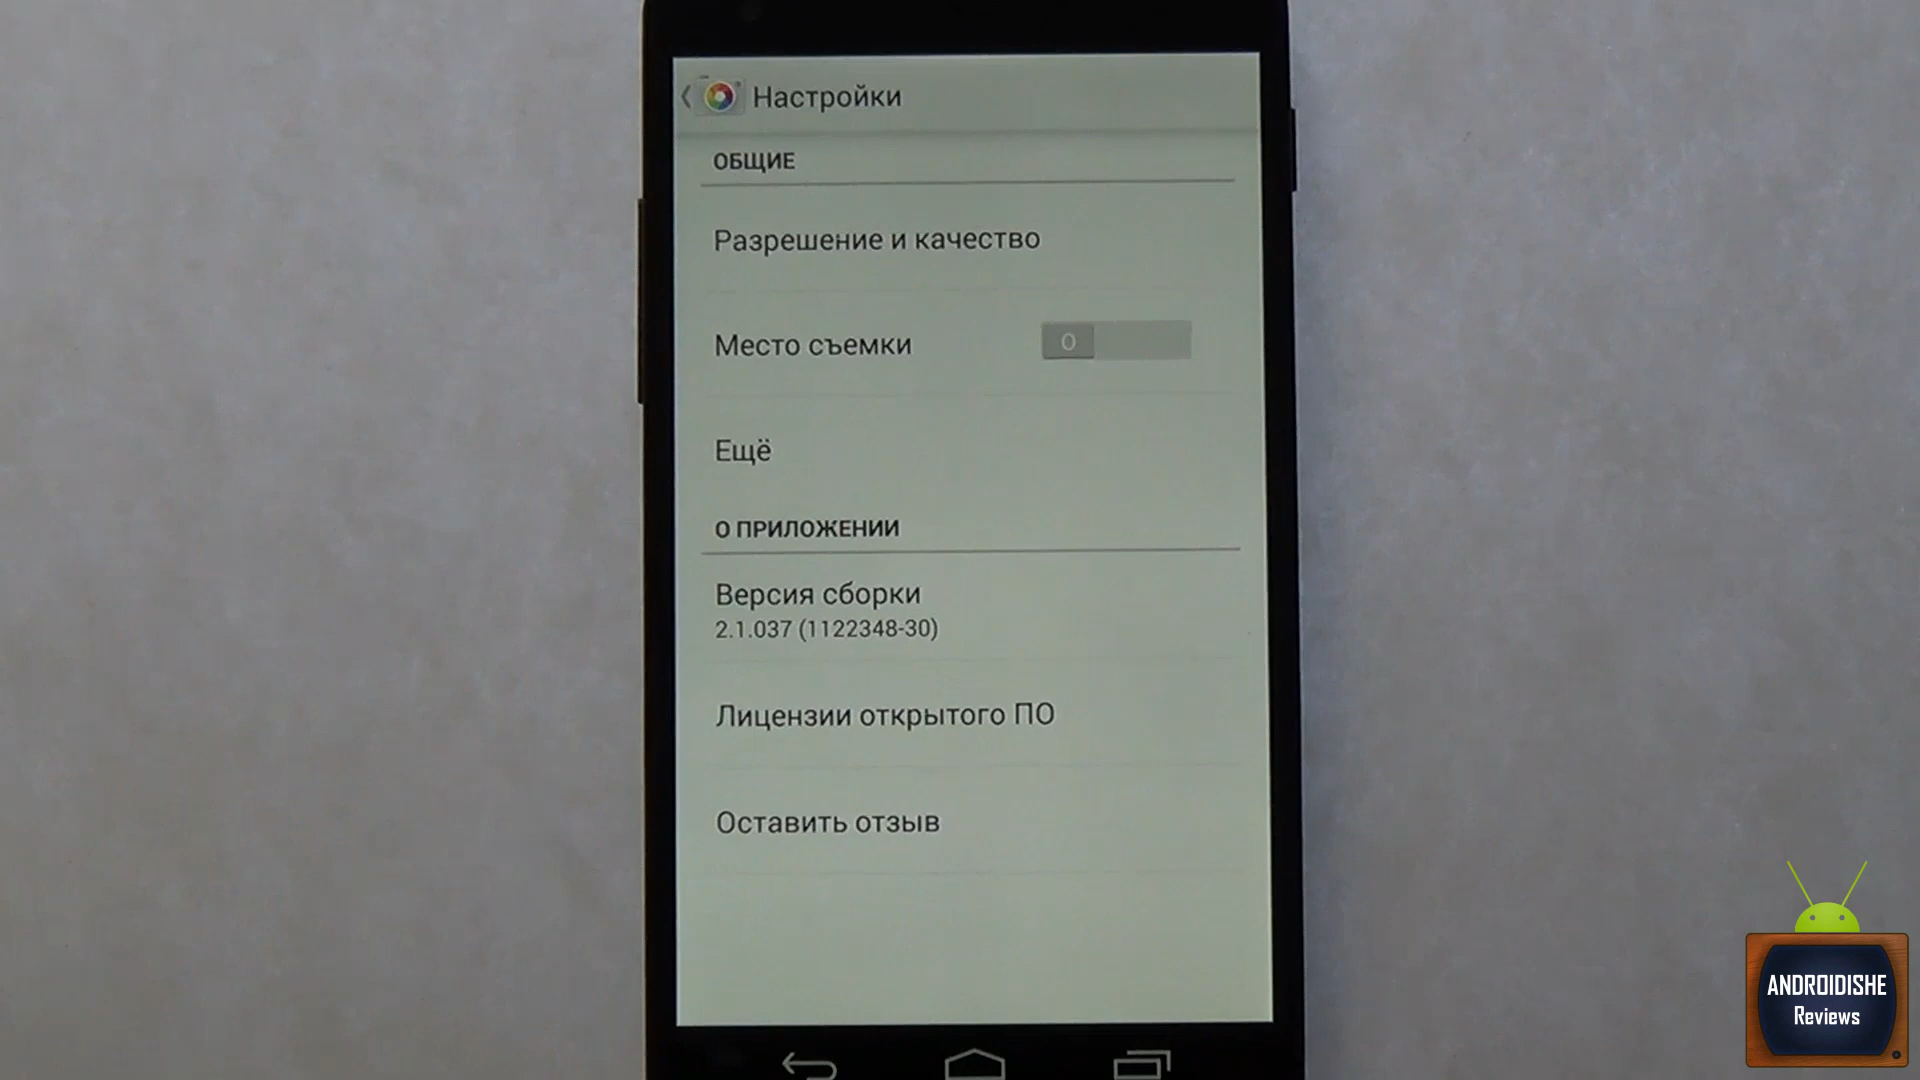 Настройки
ОБЩИЕ
Разрешение и качество
Место съемки
O
Ещё
О ПРИЛОЖЕНИИ
Версия сборки
2.1.037 (1122348-30)
Лицензии открытого ПО
Оставить отзыв
ANDROIDISHE
Reviews